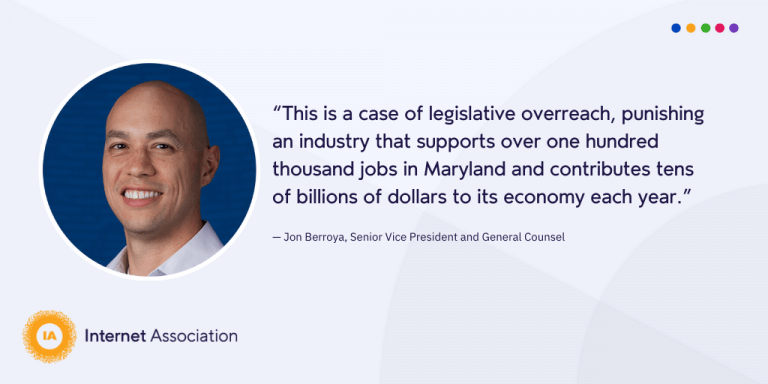 “This is a case of legislative overreach, punishing
an industry that supports over one hundred
thousand jobs in Maryland and contributes tens
of billions of dollars to its economy each year.”
— Jon Berroya, Senior Vice President and General Counsel
IA Internet Association